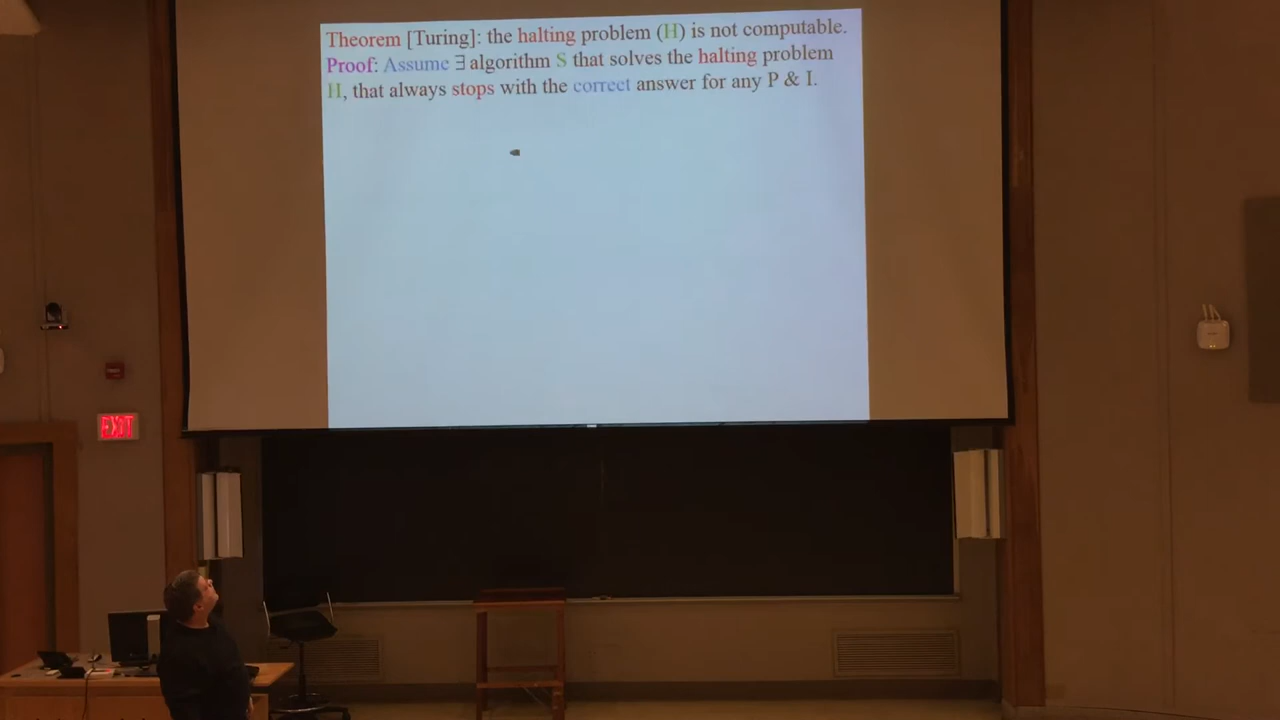 Theorem [Turing]: the halting problem (H) is not computable.
Proof: Assume ∃ algorithm S that solves the halting problem
H, that always stops with the correct answer for any P & I.
EXIT